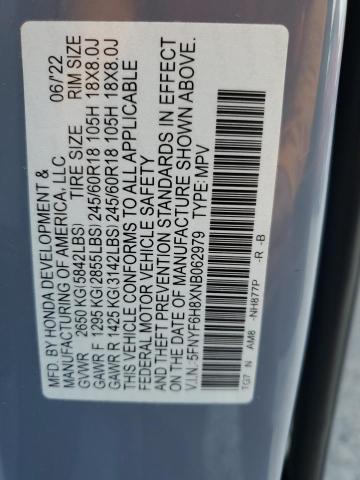 MFD. BY HONDA DEVELOPMENT & 06/22
MANUFACTURING OF AMERICA, LLC
TIRE SIZE RIM SIZE
GVWR 2650 KG(5842LBS)
GAWR F 1295 KG(2855LBS) 245/60R18 105H 18X8.0J
GAWR R 1425 KG(3142LBS) 245/60R18 105H 18X8.0J
THIS VEHICLE CONFORMS TO ALL APPLICABLE
FEDERAL MOTOR VEHICLE SAFETY
AND THEFT PREVENTION STANDARDS IN EFFECT
ON THE DATE OF MANUFACTURE SHOWN ABOVE.
V.I.N.:5FNYF6H8XNB062979 TYPE: MPV
TG7 N AM8 -NH877P -R -B